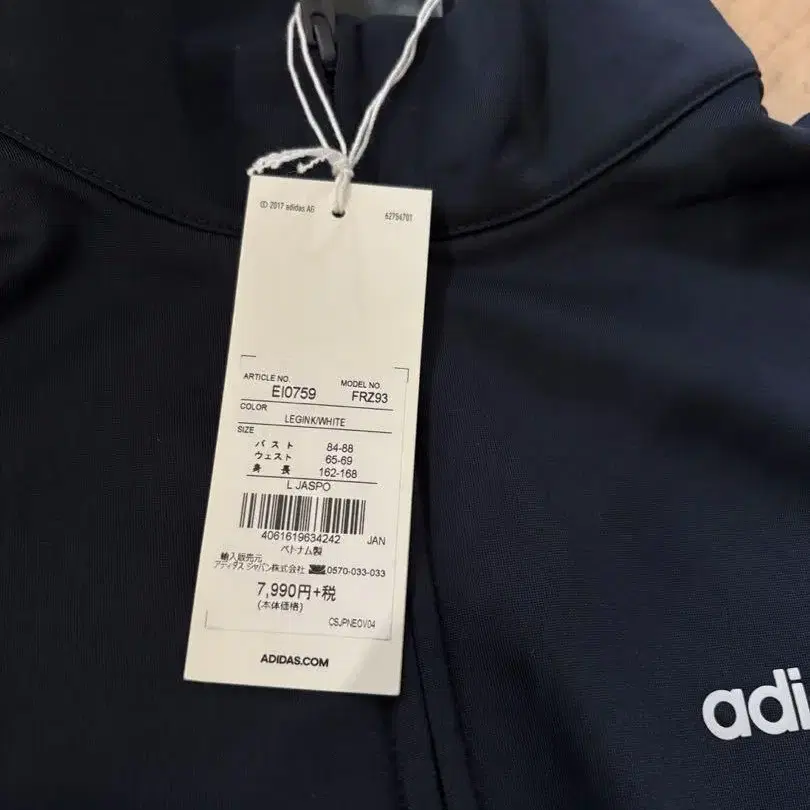 © 2017 adidas AG
62754701
ARTICLE NO.
MODEL NO.
EI0759
FRZ93
COLOR
LEGINK/WHITE
SIZE
バスト 84-88
ウェスト 65-69
身長 162-168
L JASPO
4061619634242 JAN
ベトナム製
輸入販売元
アディダス ジャパン株式会社 0570-033-033
7,990円+税
(本体価格)
CSJPNEOV04
ADIDAS.COM
adi